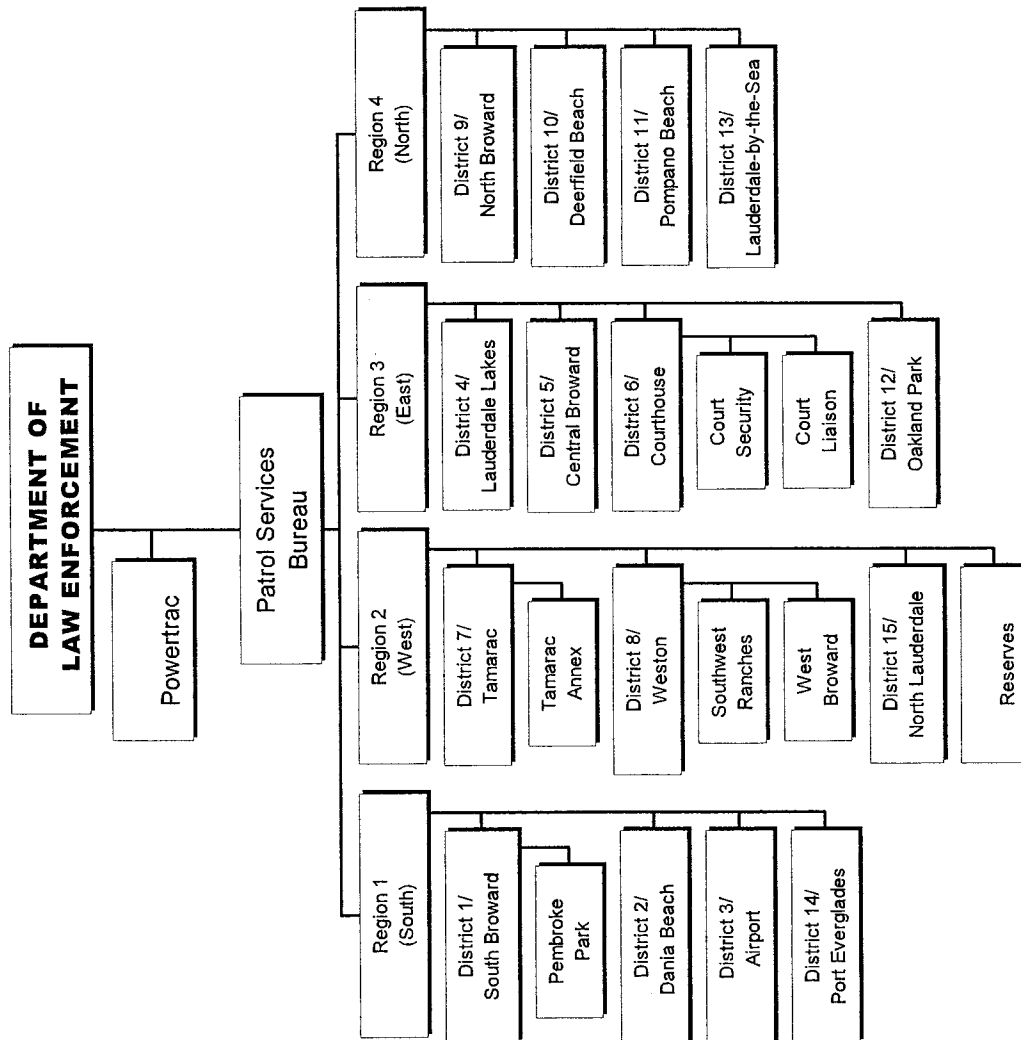 DEPARTMENT OF
LAW ENFORCEMENT
Powertrac
Patrol Services
Bureau
Region 1
(South)
District 1/
South Broward
Pembroke
Park
District 2/
Dania Beach
District 3/
Airport
District 14/
Port Everglades
Region 2
(West)
District 7/
Tamarac
Tamarac
Annex
District 8/
Weston
Southwest
Ranches
West
Broward
District 15/
North Lauderdale
Reserves
Region 3
(East)
District 4/
Lauderdale Lakes
District 5/
Central Broward
District 6/
Courthouse
Court
Security
Court
Liaison
District 12/
Oakland Park
Region 4
(North)
District 9/
North Broward
District 10/
Deerfield Beach
District 11/
Pompano Beach
District 13/
Lauderdale-by-the-Sea